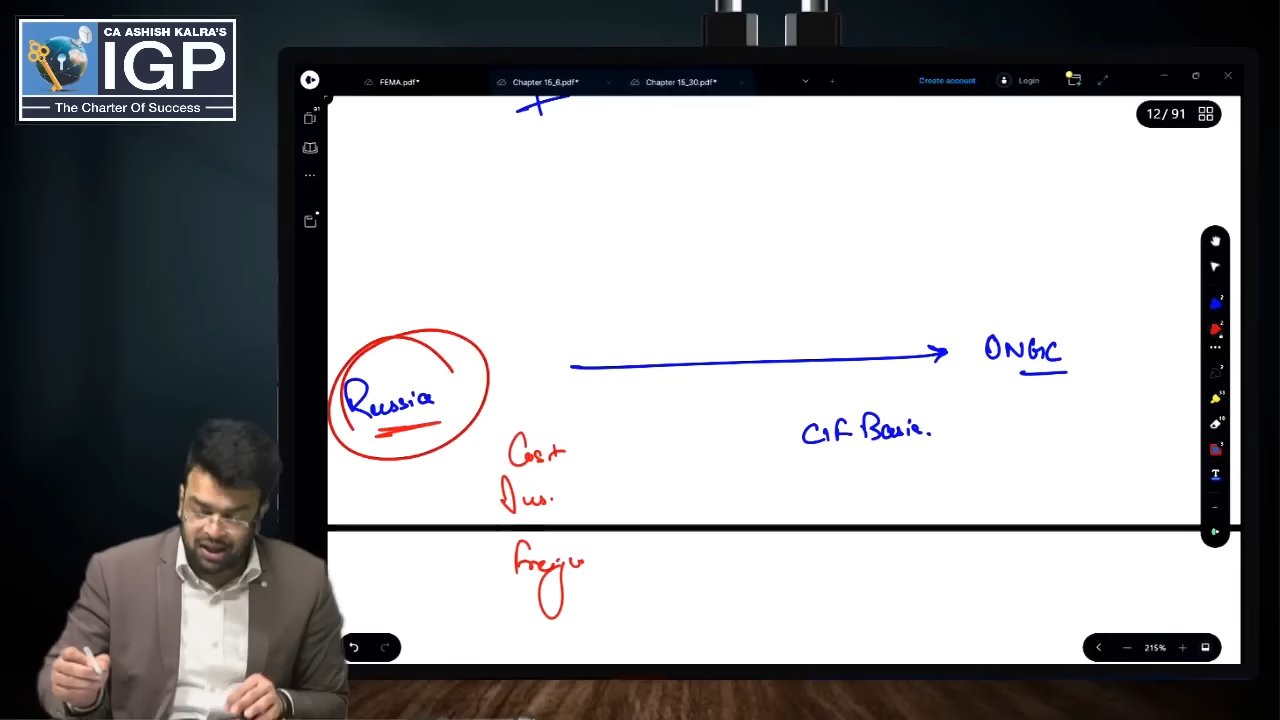 CA ASHISH KALRA'S
IGP
The Charter Of Success
FEMA.pdf*
Chapter 15_6.pdf*
Chapter 15_30.pdf*
Create account
Login
91
12/ 91
Russia
ONGC
CIF Basis.
Cost
Ins.
215%